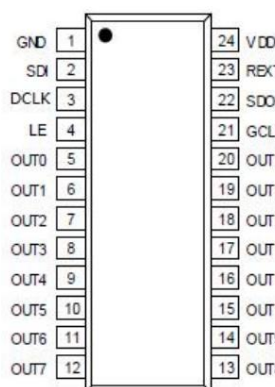 GND 1 24 VDD
SDI 2 23 REXT
DCLK 3 22 SDO
LE 4 21 GCL
OUT0 5 20 OUT
OUT1 6 19 OUT
OUT2 7 18 OUT
OUT3 8 17 OUT
OUT4 9 16 OUT
OUT5 10 15 OUT
OUT6 11 14 OUT
OUT7 12 13 OUT